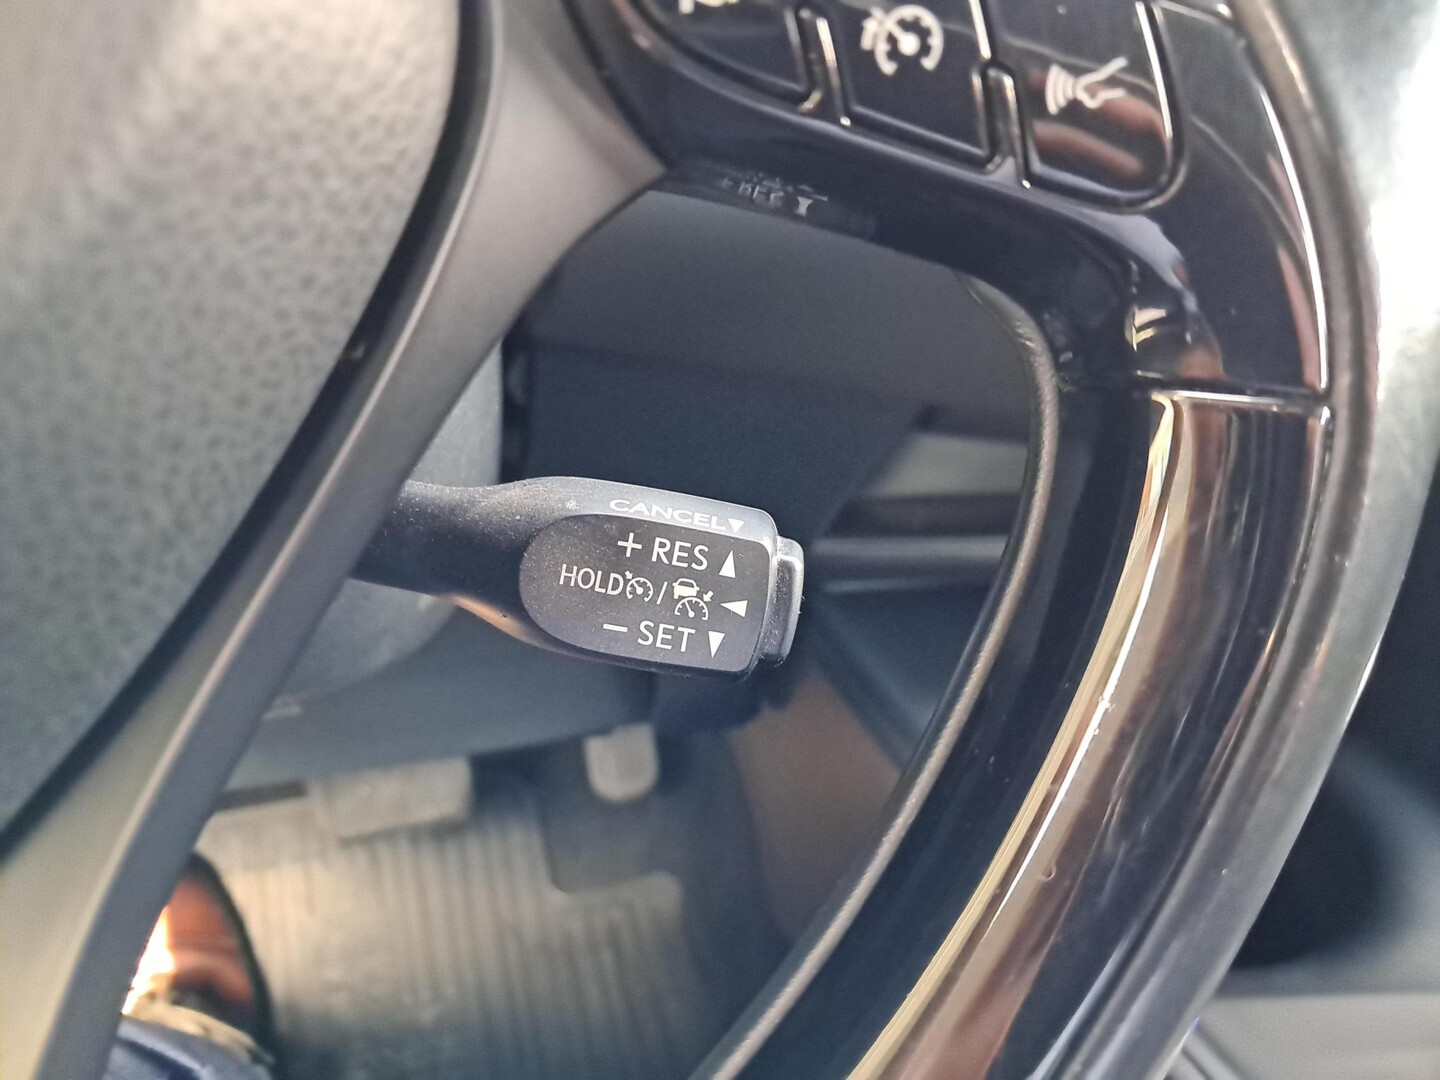 CANCEL▼
+ RES ▲
HOLD / ◀
− SET ▼